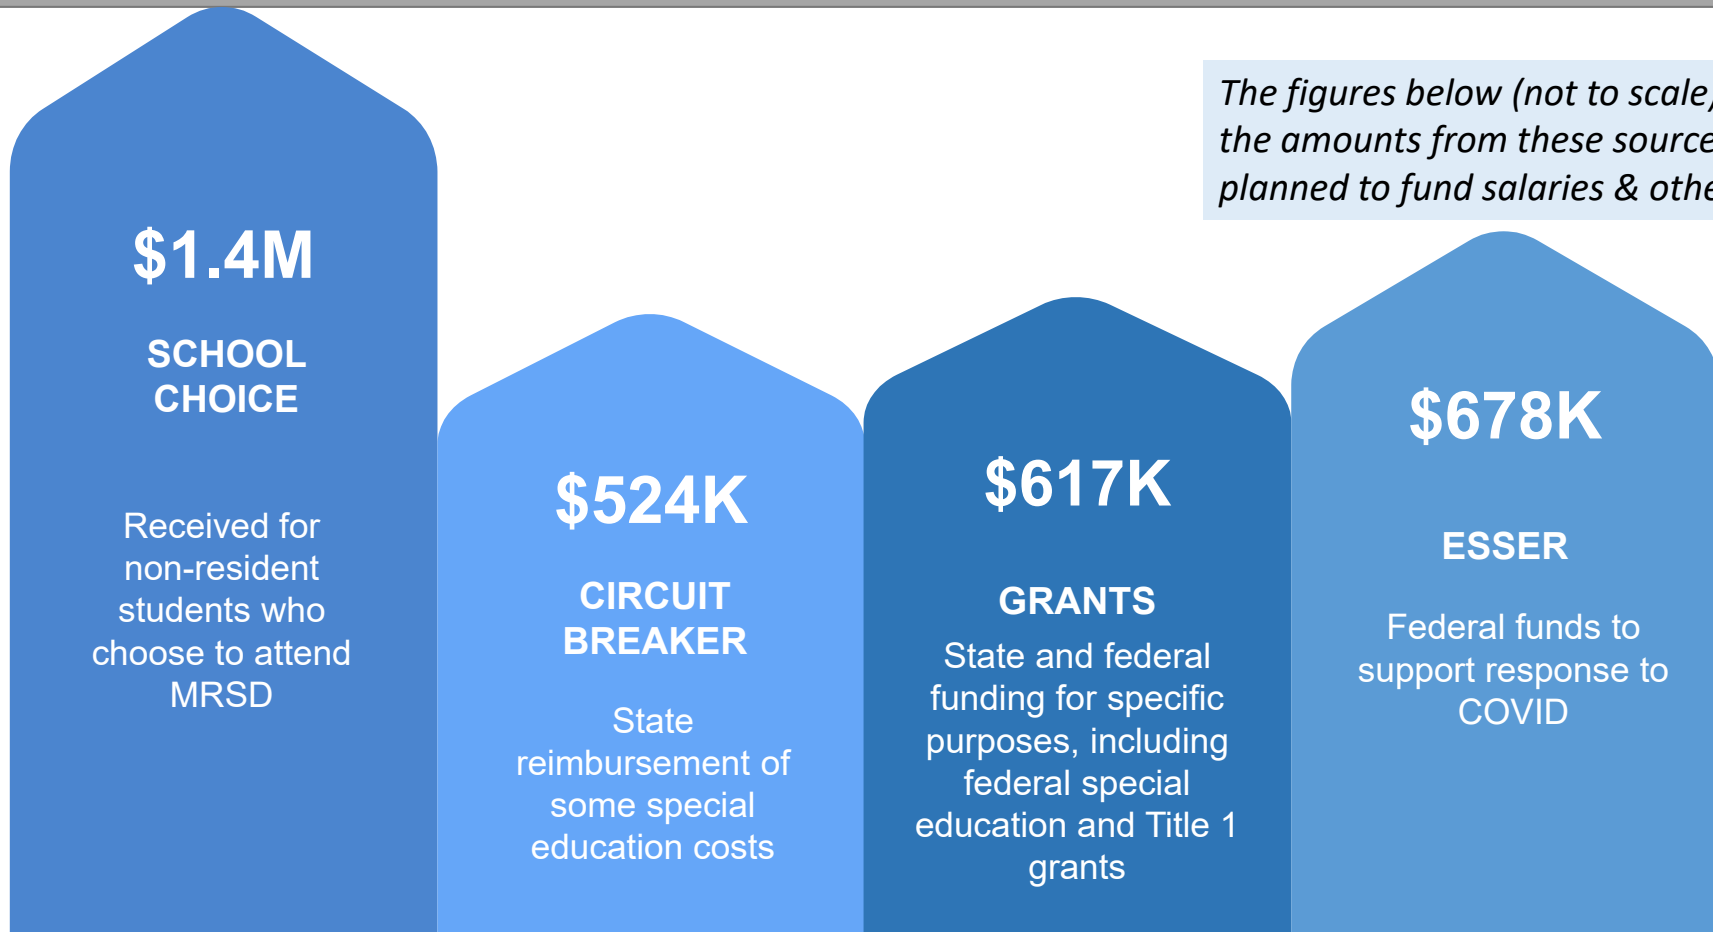 The figures below (not to scale)
the amounts from these source
planned to fund salaries & othe
$1.4M
SCHOOL
CHOICE
Received for
non-resident
students who
choose to attend
MRSD
$524K
CIRCUIT
BREAKER
State
reimbursement of
some special
education costs
$617K
GRANTS
State and federal
funding for specific
purposes, including
federal special
education and Title 1
grants
$678K
ESSER
Federal funds to
support response to
COVID